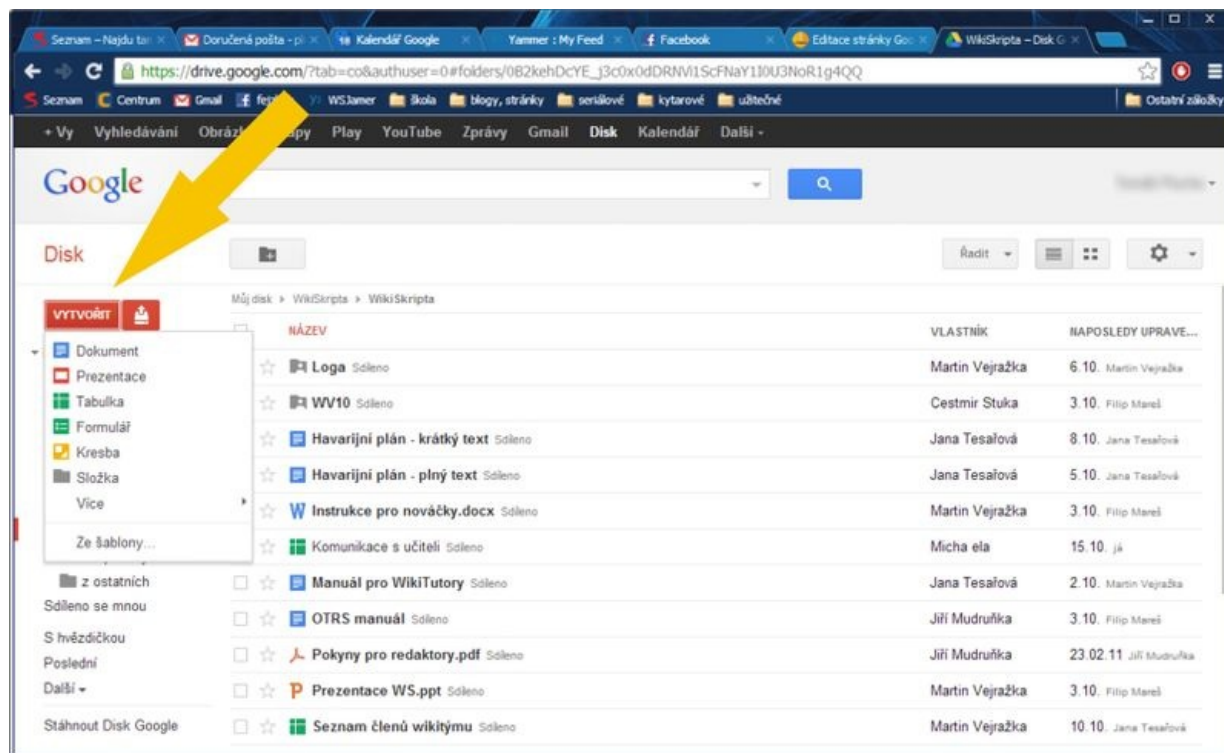 Seznam – Najdu ta Doručená pošta - p Kalendář Google Yammer : My Feed Facebook Editace stránky Goo WikiSkripta – Disk G
https://drive.google.com/?tab=co&authuser=0#folders/0B2kehDcYE_j3c0x0dDRNVi1ScFNaY1I0U3NoR1g4QQ
Seznam Centrum Gmail WSJamer škola blogy, stránky seriálové kytarové užitečné Ostatní záložky
+ Vy Vyhledávání Play YouTube Zprávy Gmail Disk Kalendář Další
Google
Disk Řadit
Můj disk WikiSkripta WikiSkripta
VYTVOŘIT
NÁZEV VLASTNÍK NAPOSLEDY UPRAVE...
Dokument
Prezentace
Tabulka
Formulář
Kresba
Složka
Více
Ze šablony...
z ostatních
Sdíleno se mnou
S hvězdičkou
Poslední
Další
Stáhnout Disk Google
Loga Sdíleno Martin Vejražka 6.10. Martin Vejražka
WV10 Sdíleno Cestmir Stuka 3.10. Filip Mareš
Havarijní plán - krátký text Sdíleno Jana Tesařová 8.10. Jana Tesařová
Havarijní plán - plný text Sdíleno Jana Tesařová 5.10. Jana Tesařová
Instrukce pro nováčky.docx Sdíleno Martin Vejražka 3.10. Filip Mareš
Komunikace s učiteli Sdíleno Micha ela 15.10. já
Manuál pro WikiTutory Sdíleno Jana Tesařová 2.10. Martin Vejražka
OTRS manuál Sdíleno Jiří Mudruňka 3.10. Filip Mareš
Pokyny pro redaktory.pdf Sdíleno Jiří Mudruňka 23.02.11 Jiří Mudruňka
Prezentace WS.ppt Sdíleno Martin Vejražka 3.10. Filip Mareš
Seznam členů wikitýmu Sdíleno Martin Vejražka 10.10. Jana Tesařová